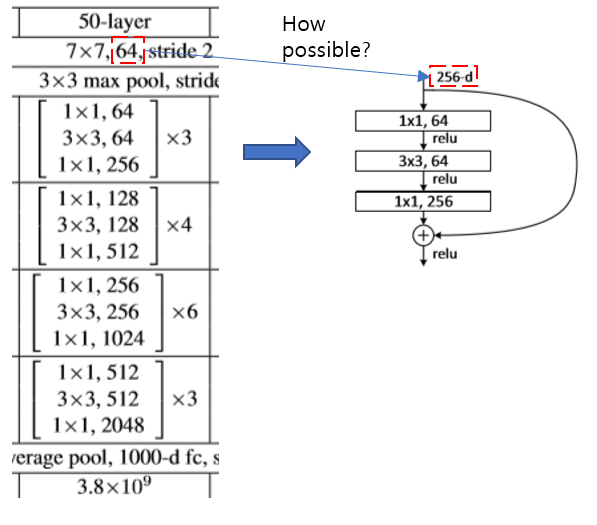 How
possible?
50-layer
7×7, 64, stride 2
3×3 max pool, stride
1×1, 64
3×3, 64
1×1, 256
×3
1×1, 128
3×3, 128
1×1, 512
×4
1×1, 256
3×3, 256
1×1, 1024
×6
1×1, 512
3×3, 512
1×1, 2048
×3
verage pool, 1000-d fc, s
3.8×10⁹
256-d
1x1, 64
relu
3x3, 64
relu
1x1, 256
+
relu